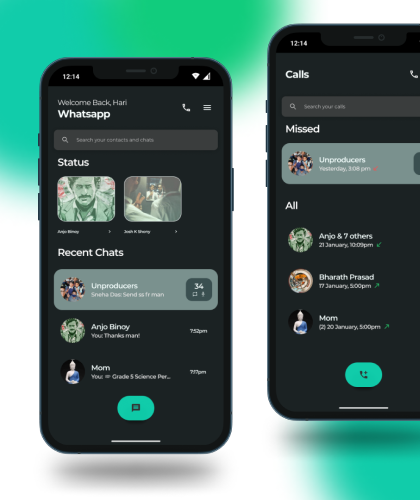 12:14
Welcome Back, Hari
Whatsapp
Search your contacts and chats
Status
Anjo Binoy
Josh K Shony
Recent Chats
Unproducers
Sneha Das: Send ss fr man
34
Anjo Binoy
You: Thanks man!
7:52pm
Mom
You: Grade 5 Science Per...
7:17pm
12:14
Calls
Search your calls
Missed
Unproducers
Yesterday, 3:08 pm
All
Anjo & 7 others
21 January, 10:09pm
Bharath Prasad
17 January, 5:00pm
Mom
(2) 20 January, 5:00pm